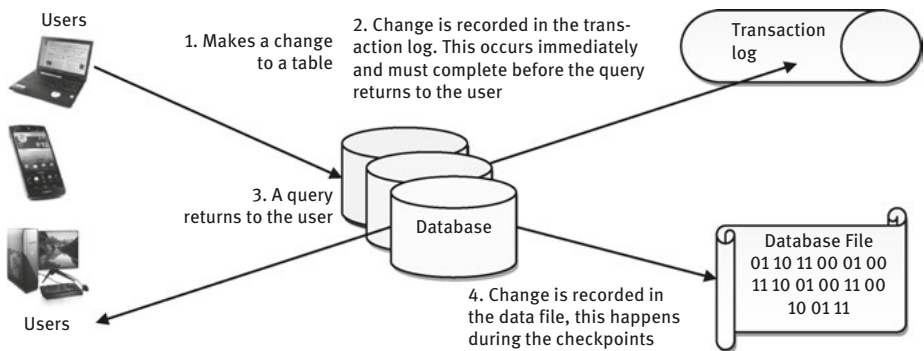 Users
1. Makes a change
to a table
2. Change is recorded in the trans-
action log. This occurs immediately
and must complete before the query
returns to the user
Transaction
log
3. A query
returns to the user
Database
Database File
01 10 11 00 01 00
11 10 01 00 11 00
10 01 11
4. Change is recorded in
the data file, this happens
during the checkpoints
Users